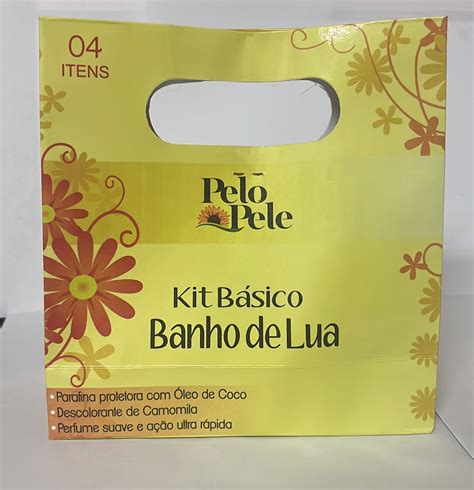 04
ITENS
Pelo
Pele
Kit Básico
Banho de Lua
• Parafina protetora com Óleo de Coco
• Descolorante de Camomila
• Perfume suave e ação ultra rápida